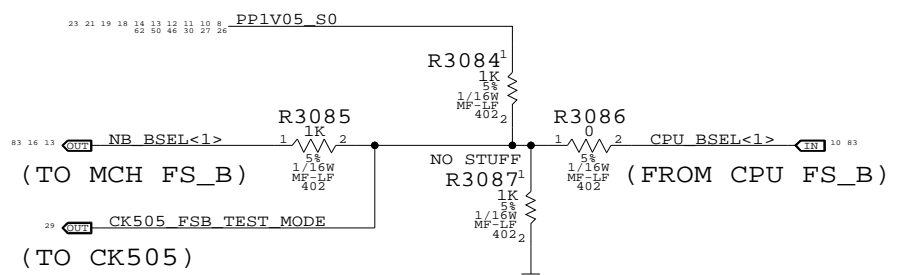 23 21 19 18 14 13 12 11 10 8 PP1V05_S0
62 50 46 30 27 26
R3084 1
1K
5%
1/16W
MF-LF
402 2
R3085
1K
83 16 13 OUT NB_BSEL<1> 1 2
5%
1/16W
MF-LF
402
(TO MCH FS_B)
R3086
0
1 2 CPU_BSEL<1> IN 10 83
5%
1/16W
MF-LF
402
(FROM CPU FS_B)
NO STUFF
R3087 1
1K
5%
1/16W
MF-LF
402 2
29 OUT CK505_FSB_TEST_MODE
(TO CK505)